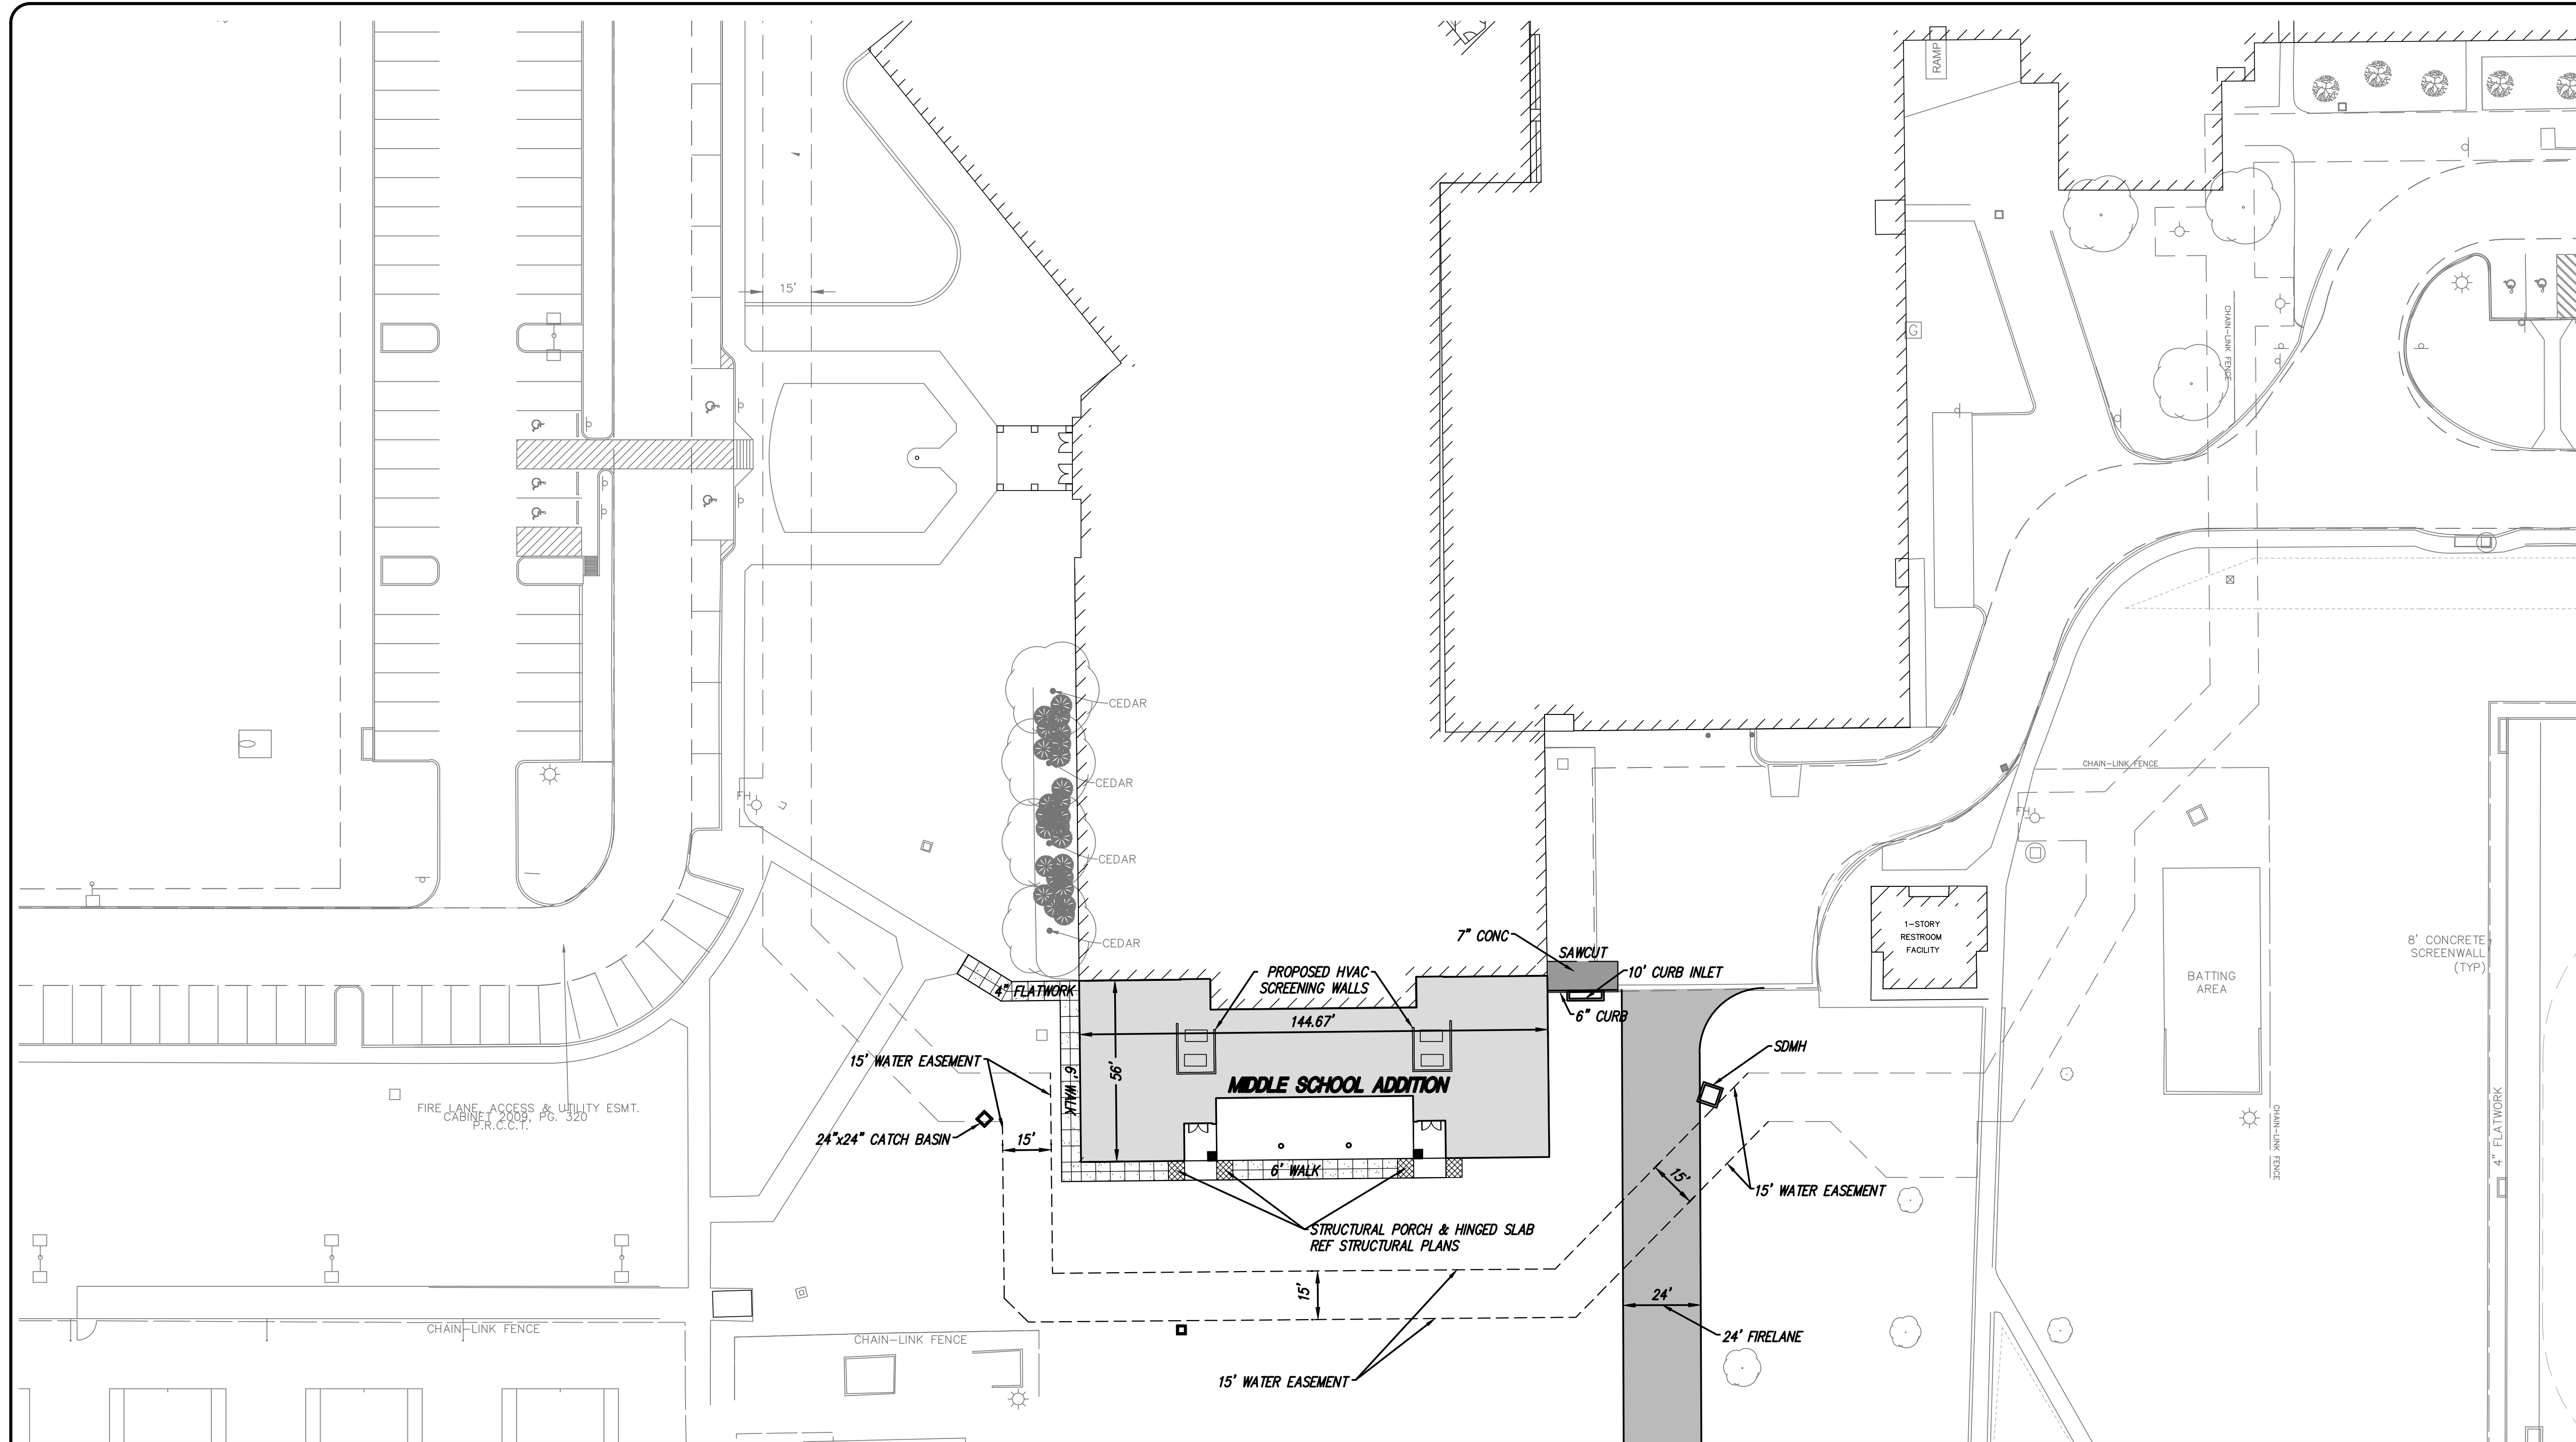 RAMP
15'
CHAIN-LINK FENCE
G
CEDAR
CEDAR
CEDAR
CEDAR
FH
CHAIN-LINK FENCE
FH
1-STORY
RESTROOM
FACILITY
BATTING
AREA
8' CONCRETE
SCREENWALL
(TYP)
7" CONC
SAWCUT
10' CURB INLET
6" CURB
PROPOSED HVAC
SCREENING WALLS
4" FLATWORK
144.67'
56'
6' WALK
MIDDLE SCHOOL ADDITION
SDMH
15' WATER EASEMENT
24"x24" CATCH BASIN
15'
6' WALK
15'
15' WATER EASEMENT
FIRE LANE, ACCESS & UTILITY ESMT.
CABINET 2009, PG. 320
P.R.C.C.T.
STRUCTURAL PORCH & HINGED SLAB
REF STRUCTURAL PLANS
CHAIN-LINK FENCE
4" FLATWORK
15'
24'
24' FIRELANE
CHAIN-LINK FENCE
CHAIN-LINK FENCE
15' WATER EASEMENT